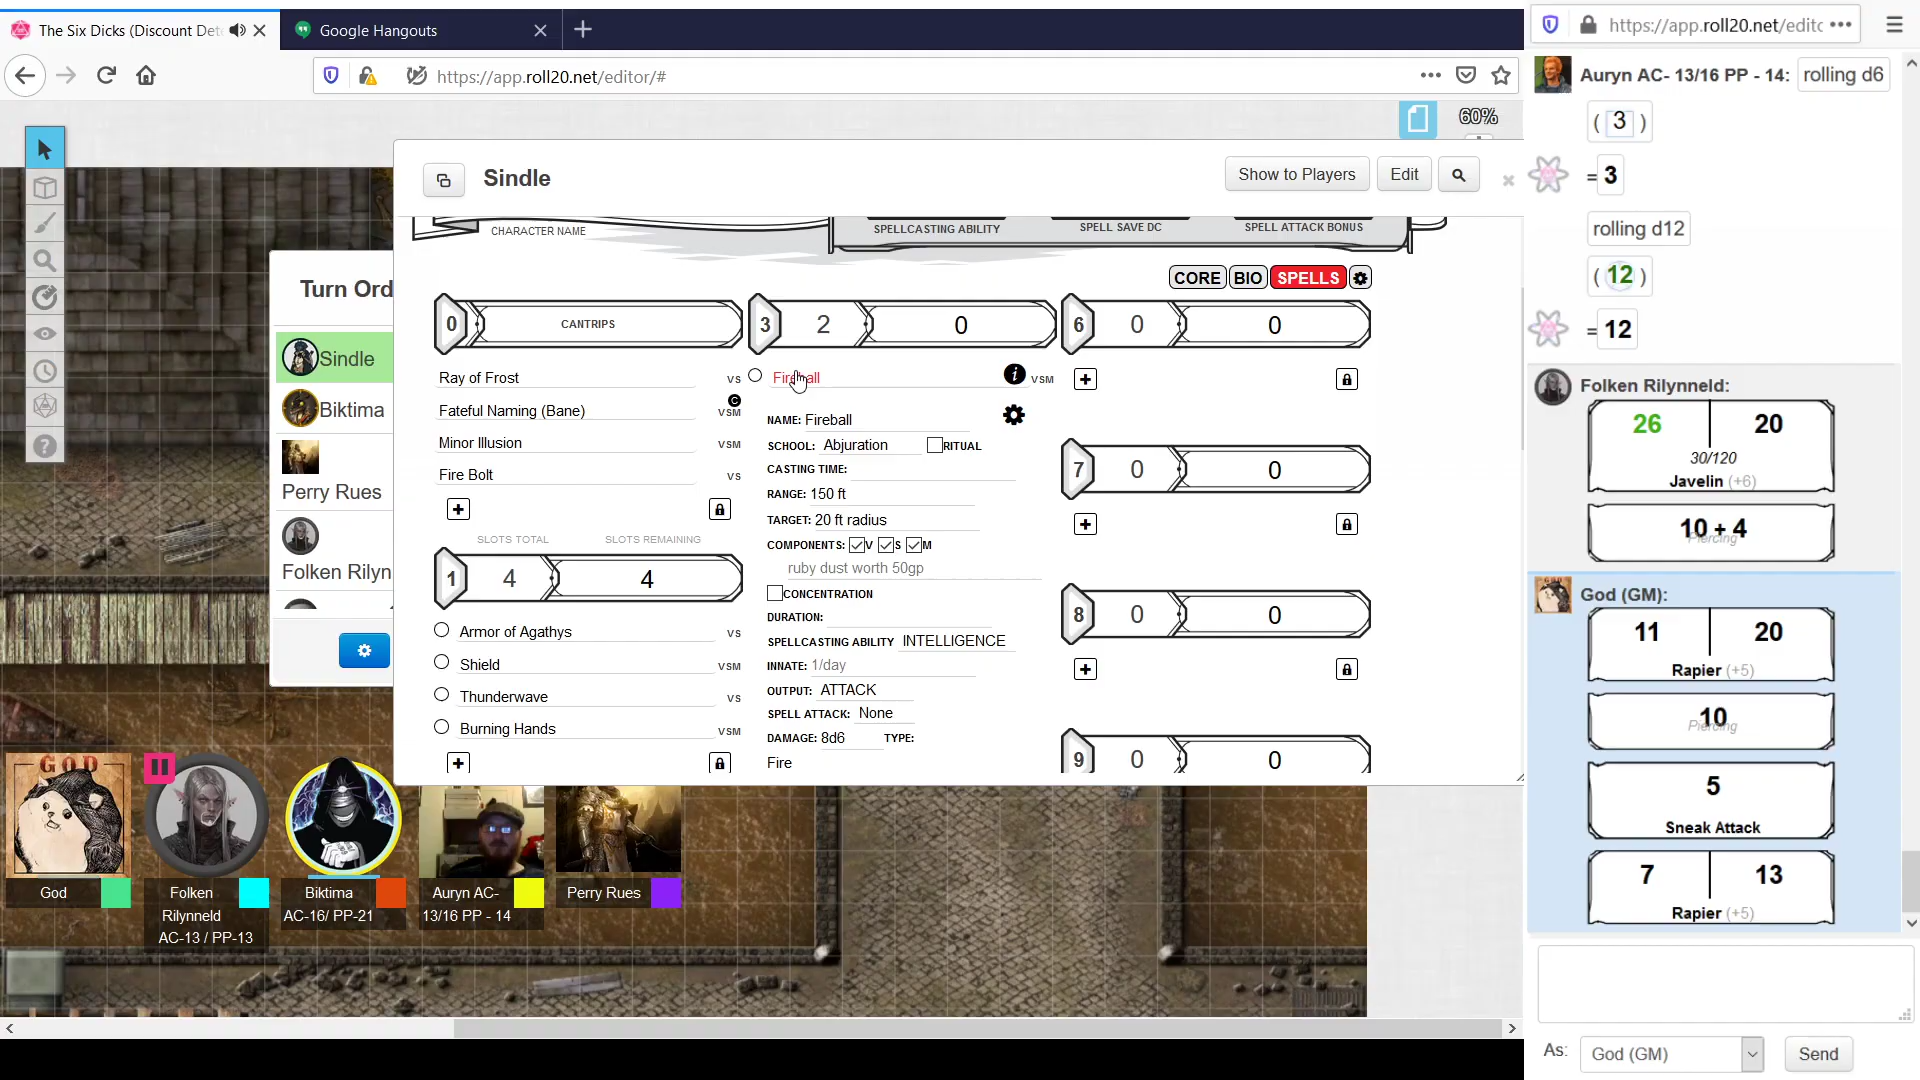 The Six Dicks (Discount Det
Google Hangouts
https://app.roll20.net/editor/#
https://app.roll20.net/editc
60%
Sindle
Show to Players
Edit
CHARACTER NAME
SPELLCASTING ABILITY
SPELL SAVE DC
SPELL ATTACK BONUS
CORE
BIO
SPELLS
Turn Ord
Sindle
Biktima
Perry Rues
Folken Rilyn
0
CANTRIPS
Ray of Frost
VS
Fateful Naming (Bane)
C
VSM
Minor Illusion
VSM
Fire Bolt
VS
SLOTS TOTAL
SLOTS REMAINING
1
4
4
Armor of Agathys
VS
Shield
VSM
Thunderwave
VS
Burning Hands
VSM
3
2
0
Fireball
i
VSM
NAME: Fireball
SCHOOL: Abjuration
RITUAL
CASTING TIME:
RANGE: 150 ft
TARGET: 20 ft radius
COMPONENTS: V S M
ruby dust worth 50gp
CONCENTRATION
DURATION:
SPELLCASTING ABILITY INTELLIGENCE
INNATE: 1/day
OUTPUT: ATTACK
SPELL ATTACK: None
DAMAGE: 8d6 TYPE:
Fire
6
0
0
7
0
0
8
0
0
9
0
0
GOD
God
Folken
Rilynneld
AC-13 / PP-13
Biktima
AC-16/ PP-21
Auryn AC-
13/16 PP - 14
Perry Rues
Auryn AC- 13/16 PP - 14:
rolling d6
( 3 )
= 3
rolling d12
( 12 )
= 12
Folken Rilynneld:
26
20
30/120
Javelin (+6)
10 + 4
Piercing
God (GM):
11
20
Rapier (+5)
10
Piercing
5
Sneak Attack
7
13
Rapier (+5)
As:
God (GM)
Send